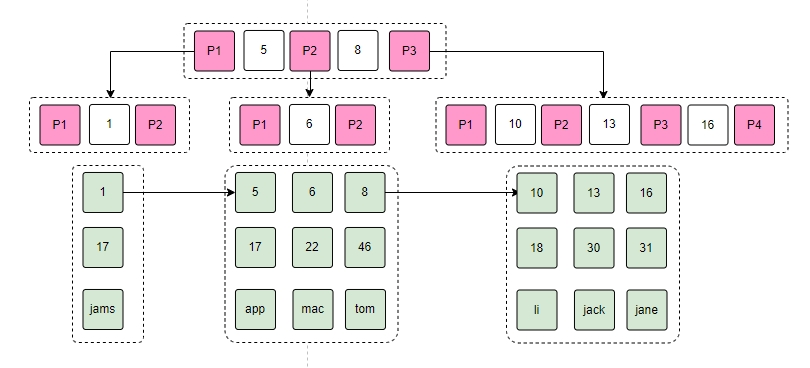 P1 5 P2 8 P3
P1 1 P2 P1 6 P2 P1 10 P2 13 P3 16 P4
1 5 6 8 10 13 16
17 17 22 46 18 30 31
jams app mac tom li jack jane